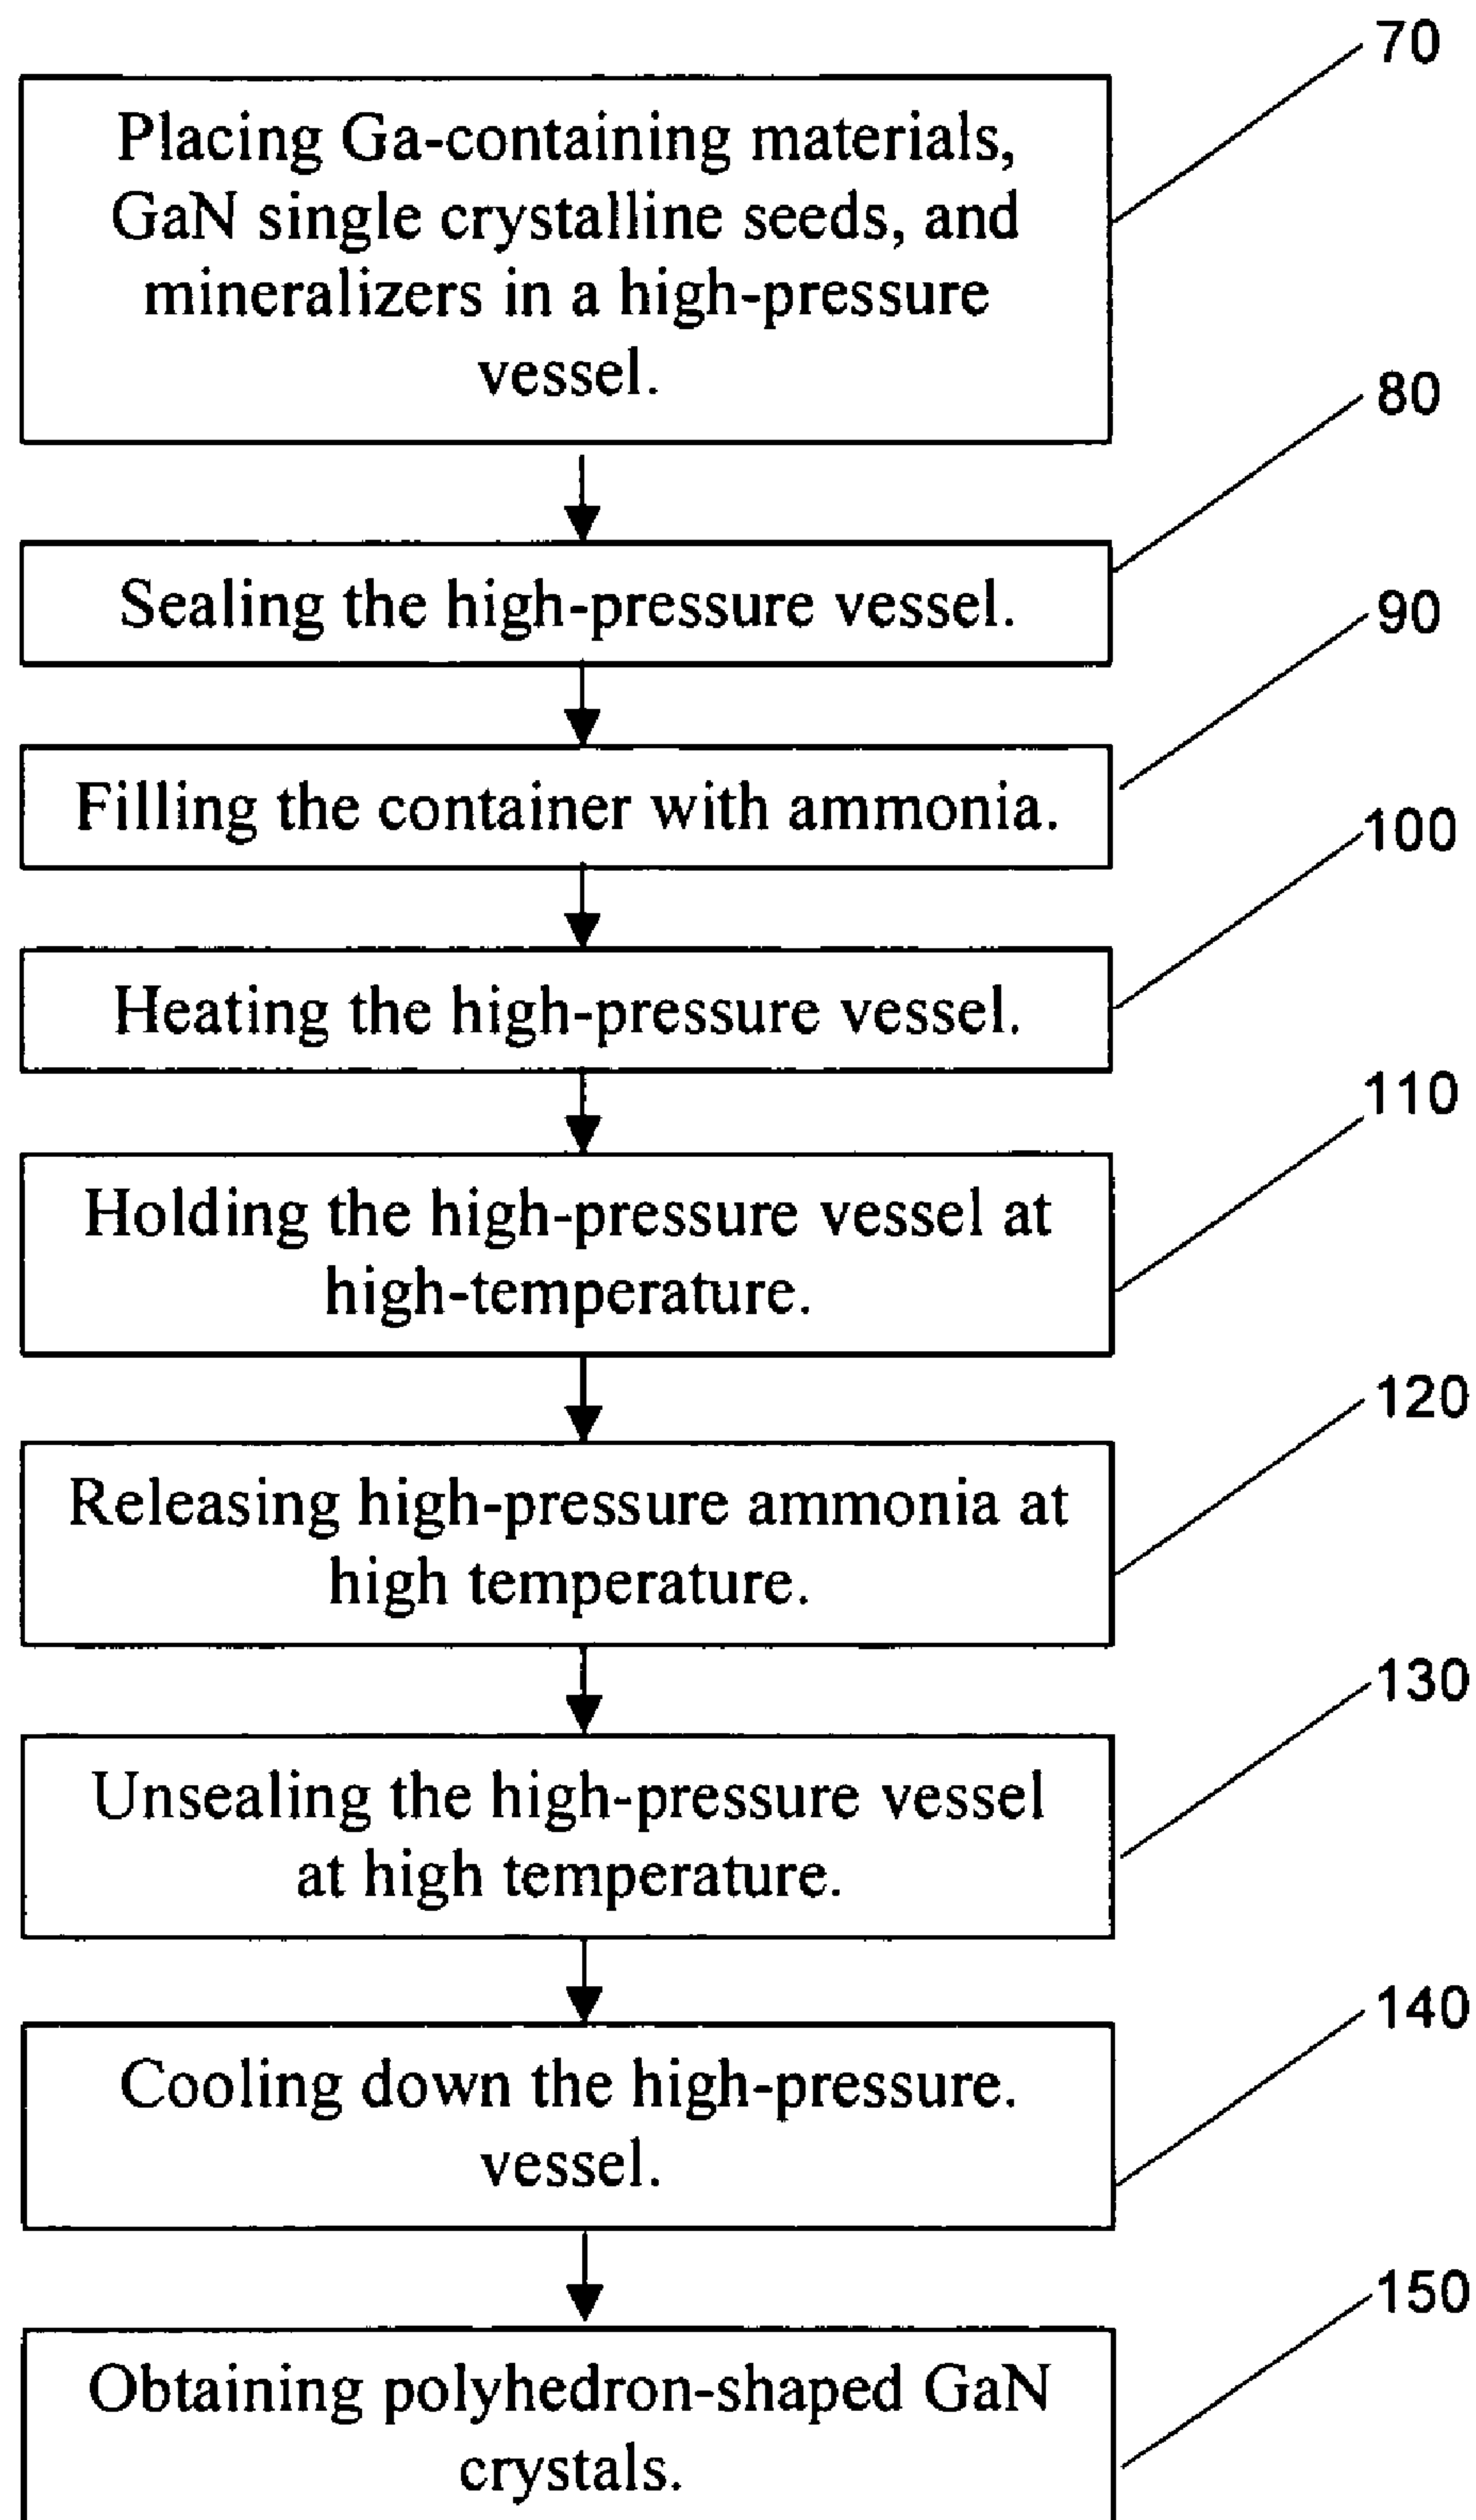 70
Placing Ga-containing materials,
GaN single crystalline seeds, and
mineralizers in a high-pressure
vessel.
80
Sealing the high-pressure vessel.
90
Filling the container with ammonia.
100
Heating the high-pressure vessel.
110
Holding the high-pressure vessel at
high-temperature.
120
Releasing high-pressure ammonia at
high temperature.
130
Unsealing the high-pressure vessel
at high temperature.
140
Cooling down the high-pressure.
vessel.
150
Obtaining polyhedron-shaped GaN
crystals.